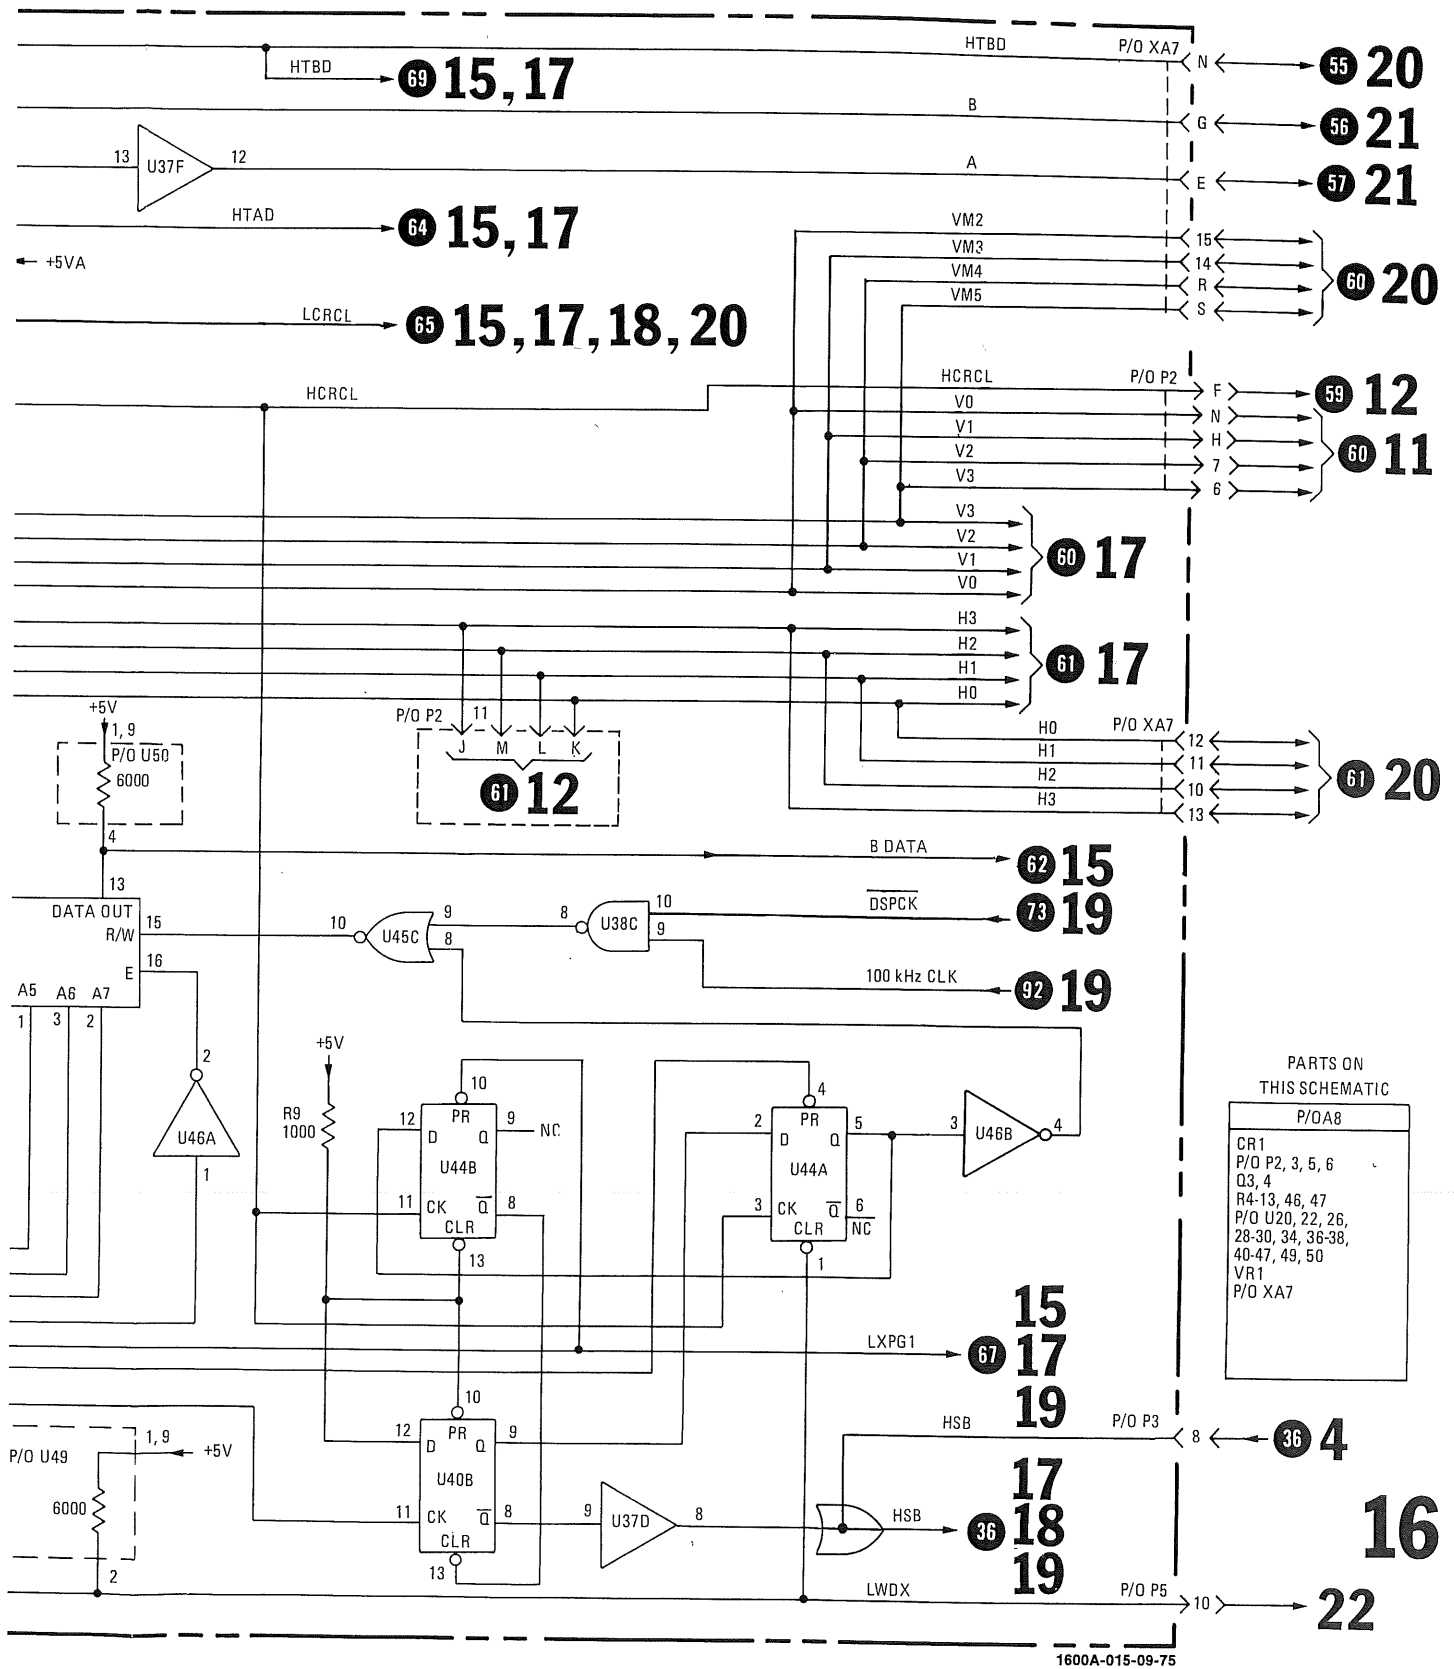 HTBD P/O XA7 N 55 20
HTBD 69 15, 17
B G 56 21
13 U37F 12 A E 57 21
HTAD 64 15, 17
VM2 15
VM3 14
VM4 R 60 20
VM5 S
+5VA
LCRCL 65 15, 17, 18, 20
HCRCL HCRCL P/O P2 F 59 12
V0 N
V1 H 60 11
V2 7
V3 6
V3
V2 60 17
V1
V0
H3
H2 61 17
H1
H0
+5V
1, 9
P/O U50
6000
4
P/O P2 11
J M L K
61 12
H0 P/O XA7 12
H1 11 61 20
H2 10
H3 13
B DATA 62 15
13
DATA OUT
R/W 15
E 16
A5 A6 A7
1 3 2
10 U45C 9 8
8 U38C 10 9
DSPCK 73 19
100 kHz CLK 92 19
2
U46A
1
+5V
R9
1000
10
PR
12 D Q 9 NC
U44B
11 CK Q 8
CLR
13
4
PR
2 D Q 5
U44A
3 CK Q 6
NC
CLR
1
3 U46B 4
PARTS ON
THIS SCHEMATIC
P/OA8
CR1
P/O P2, 3, 5, 6
Q3, 4
R4-13, 46, 47
P/O U20, 22, 26,
28-30, 34, 36-38,
40-47, 49, 50
VR1
P/O XA7
LXPG1 67 15
17
19
10
PR
12 D Q 9
U40B
11 CK Q 8
CLR
13
P/O U49
1, 9 +5V
6000
2
9 U37D 8
HSB P/O P3 8 36 4
HSB 36 17
18
19
16
LWDX P/O P5 10 22
1600A-015-09-75